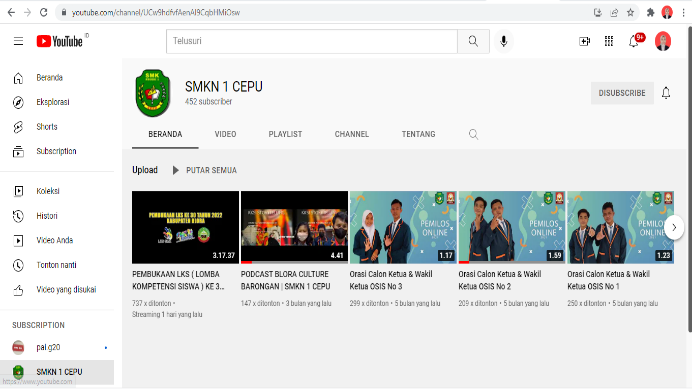 youtube.com/channel/UCw9hdfvfAenAl9CqbHMiOsw
YouTube ID
Telusuri
9+
Beranda
Eksplorasi
Shorts
Subscription
Koleksi
Histori
Video Anda
Tonton nanti
Video yang disukai
SUBSCRIPTION
pai.g20
SMKN 1 CEPU
https://www.youtube.com
SMK
SMKN 1 CEPU
452 subscriber
DISUBSCRIBE
BERANDA VIDEO PLAYLIST CHANNEL TENTANG
Upload PUTAR SEMUA
PEMBUKAAN LKS KE 30 TAHUN 2022
KABUPATEN BLORA
3.17.37
4.41
PEMILOS
ONLINE
1.17
PEMILOS
ONLINE
1.59
PEMILOS
ONLINE
1.23
PEMBUKAAN LKS ( LOMBA
KOMPETENSI SISWA ) KE 3...
737 x ditonton •
Streaming 1 hari yang lalu
PODCAST BLORA CULTURE
BARONGAN | SMKN 1 CEPU
147 x ditonton • 3 bulan yang lalu
Orasi Calon Ketua & Wakil
Ketua OSIS No 3
299 x ditonton • 5 bulan yang lalu
Orasi Calon Ketua & Wakil
Ketua OSIS No 2
209 x ditonton • 5 bulan yang lalu
Orasi Calon Ketua & Wakil
Ketua OSIS No 1
250 x ditonton • 5 bulan yang lalu